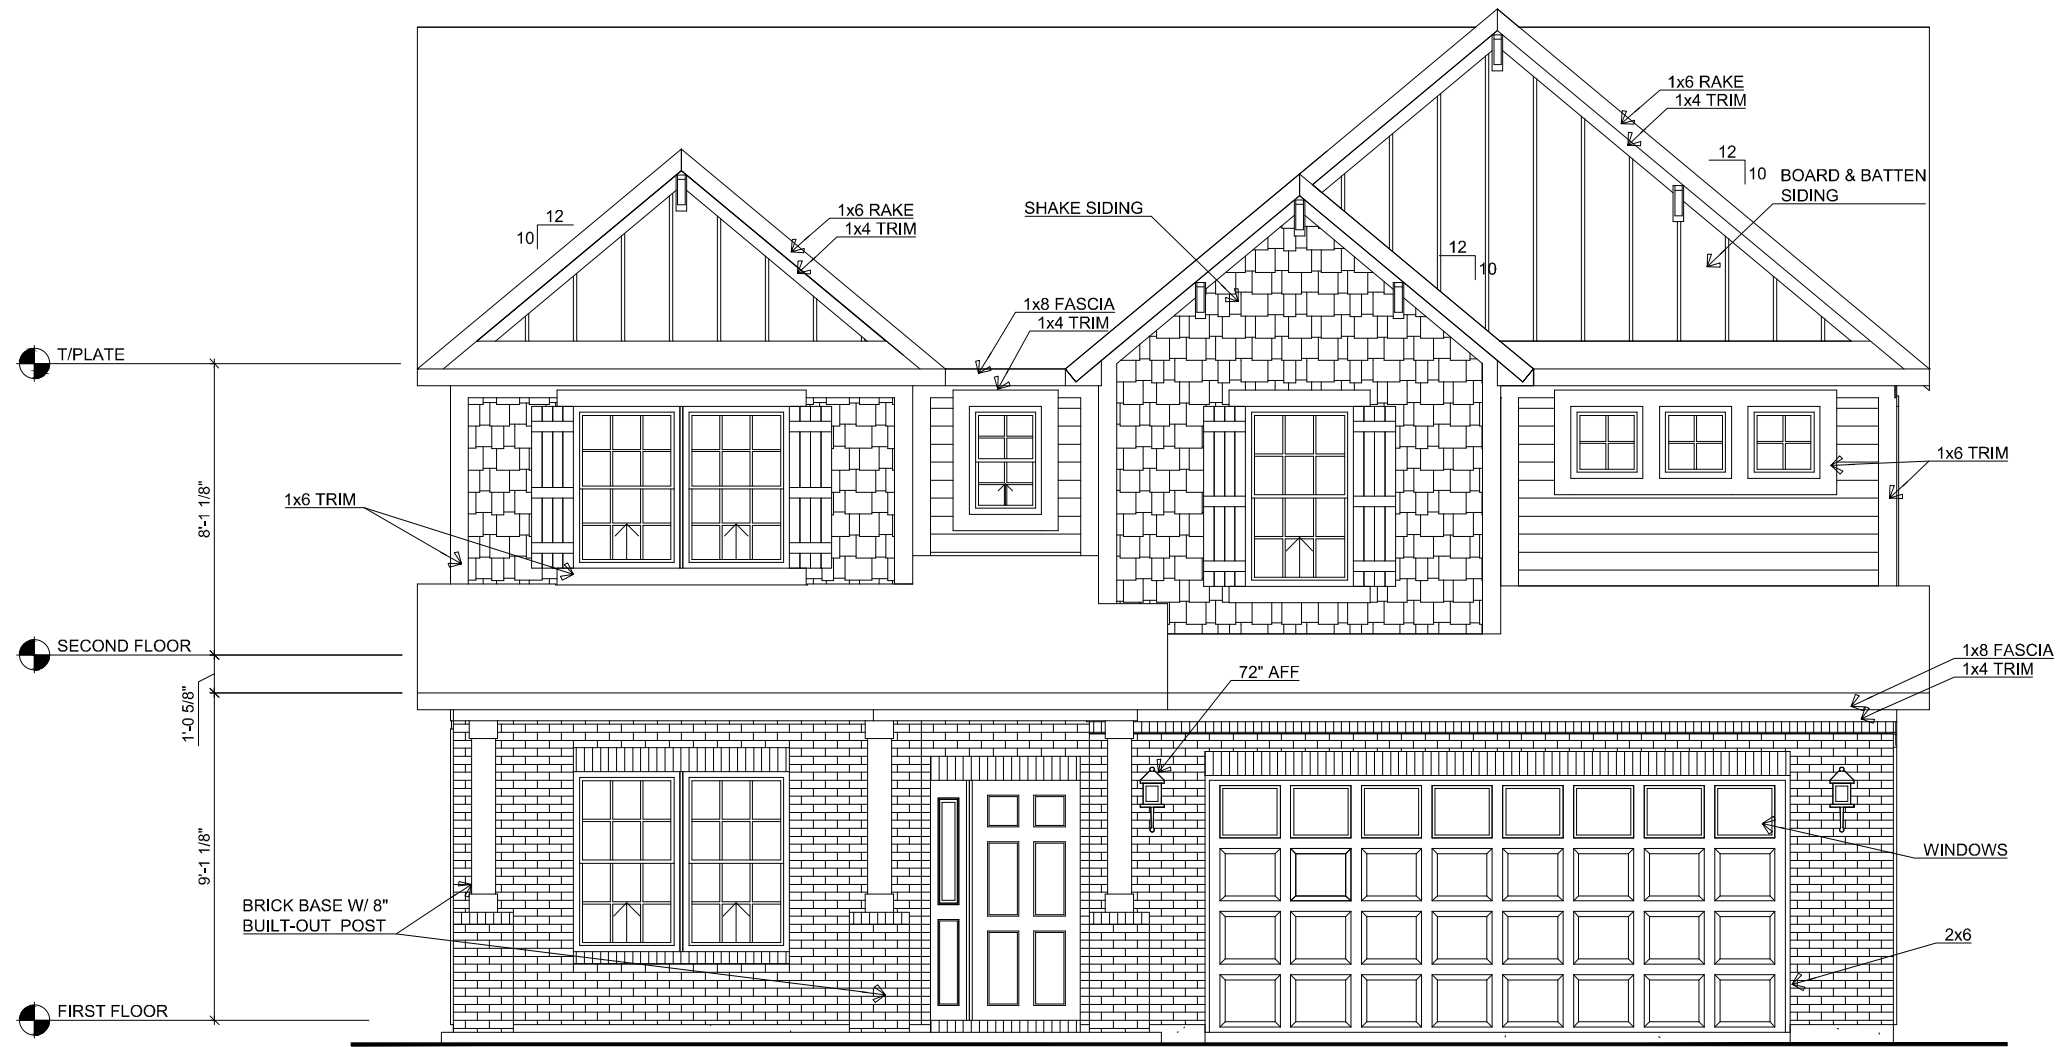 1x6 RAKE
1x4 TRIM
12
10
BOARD & BATTEN
SIDING
SHAKE SIDING
1x6 RAKE
1x4 TRIM
12
10
12
10
1x8 FASCIA
1x4 TRIM
T/PLATE
8'-1 1/8"
1x6 TRIM
1x6 TRIM
SECOND FLOOR
1'-0 5/8"
72" AFF
1x8 FASCIA
1x4 TRIM
9'-1 1/8"
WINDOWS
BRICK BASE W/ 8"
BUILT-OUT POST
2x6
FIRST FLOOR